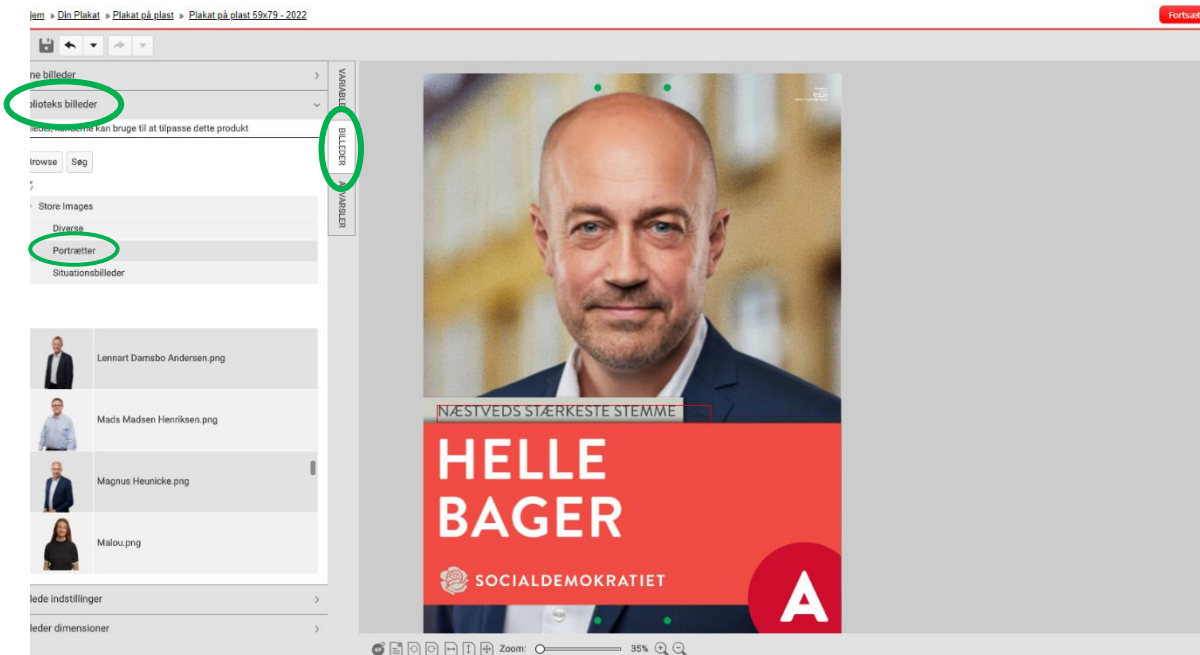 jem » Din Plakat » Plakat på plast » Plakat på plast 59x79 - 2022
Fortsæt
ne billeder
blioteks billeder
lleder, kunderne kan bruge til at tilpasse dette produkt
Browse Søg
Store Images
Diverse
Portrætter
Situationsbilleder
Lennart Damsbo Andersen.png
Mads Madsen Henriksen.png
Magnus Heunicke.png
Malou.png
lede indstillinger
leder dimensioner
VARIABLE
BILLEDER
ADVARSLER
NÆSTVEDS STÆRKESTE STEMME
HELLE
BAGER
SOCIALDEMOKRATIET
A
Zoom: 35%